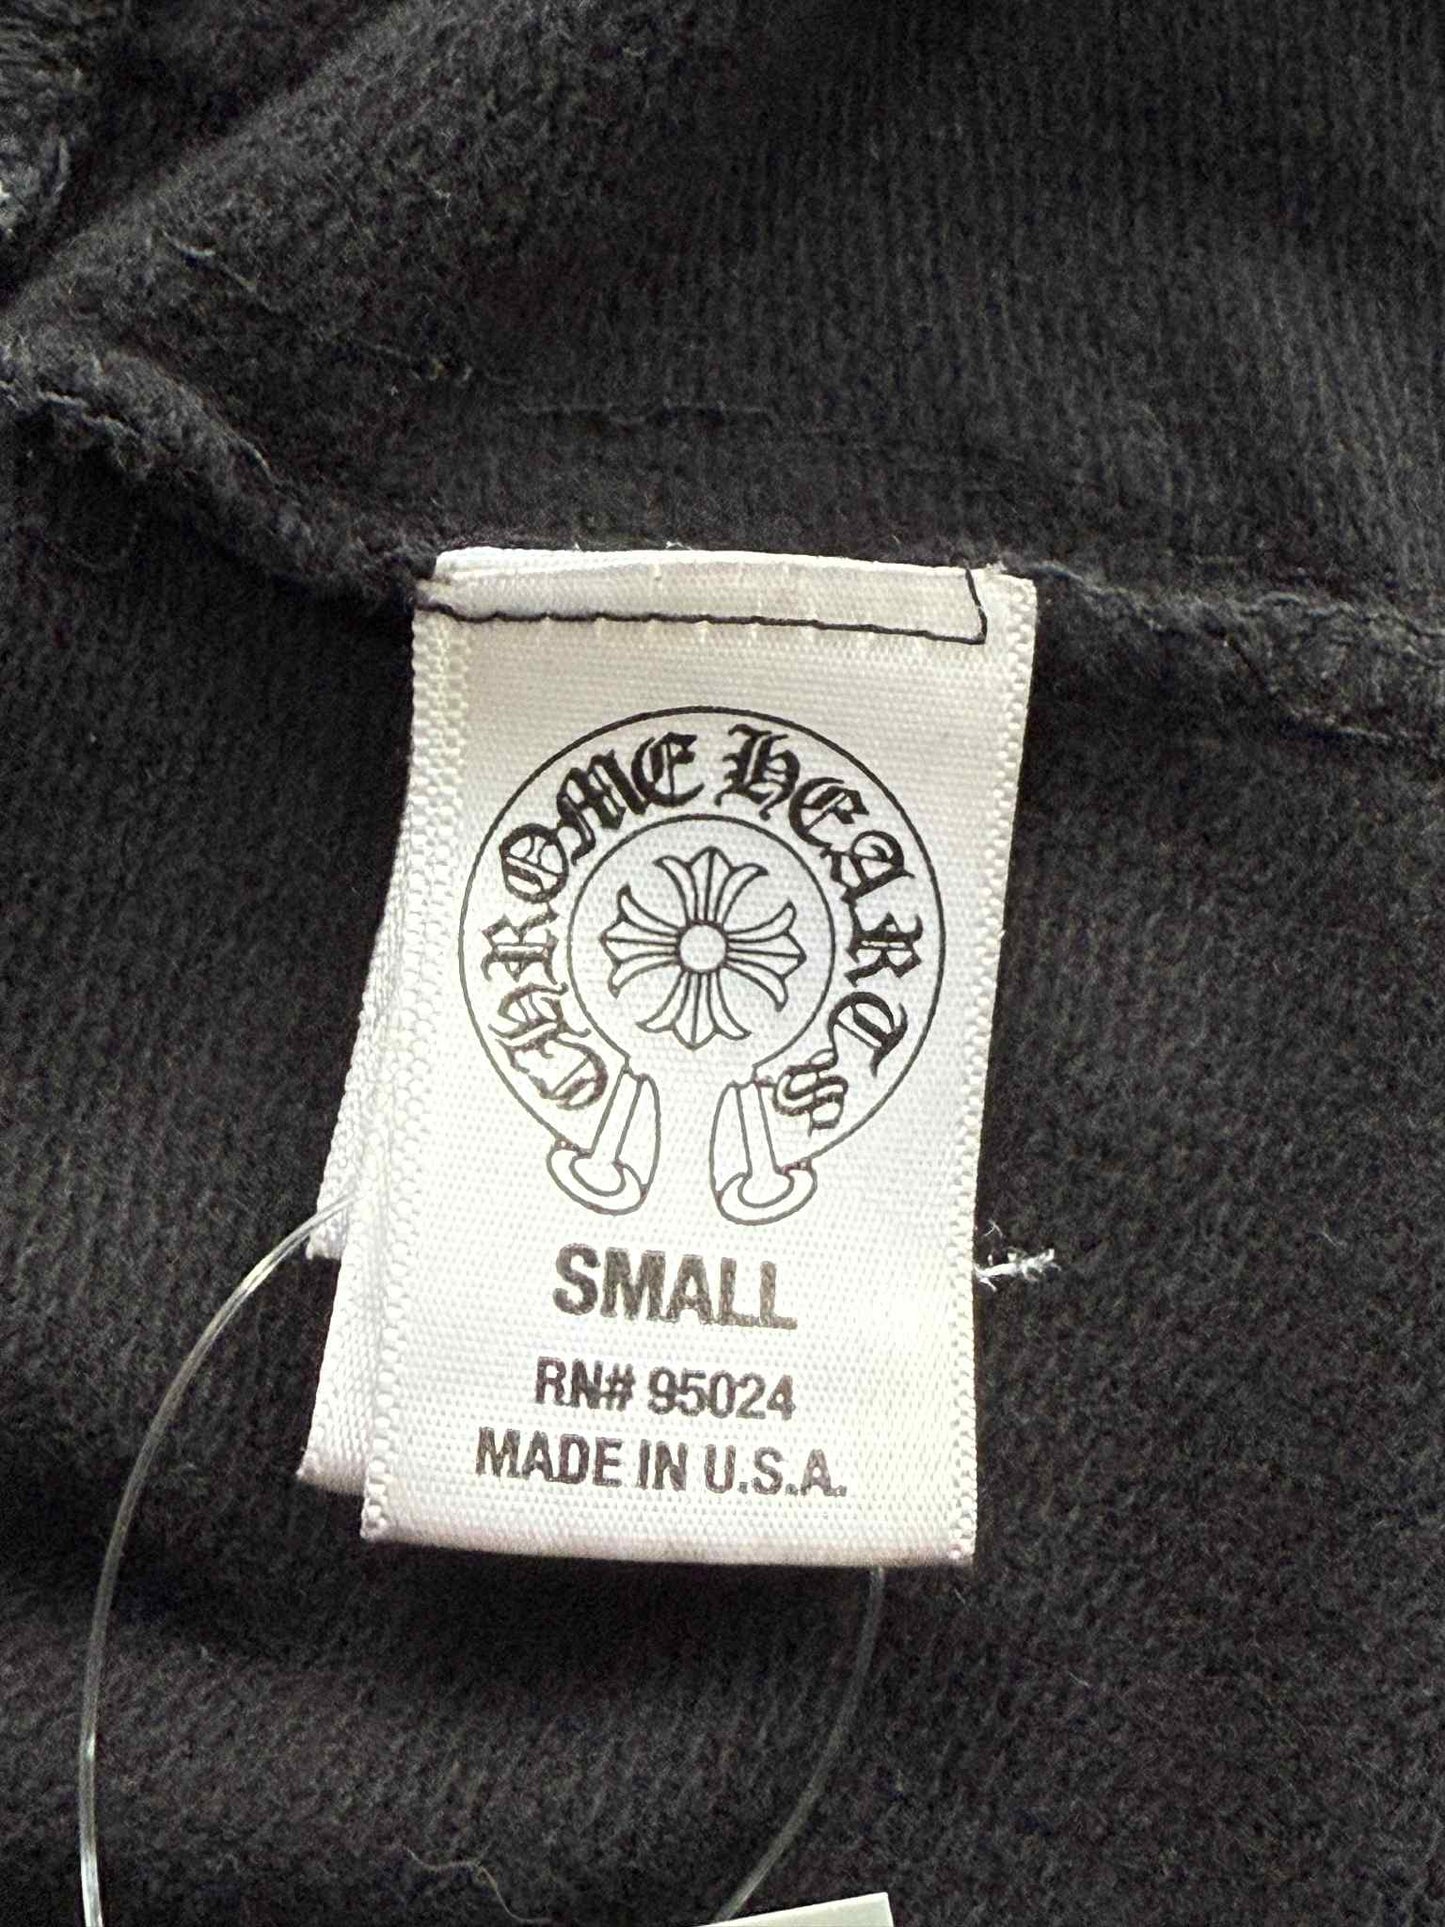 CHROME HEARTS
SMALL
RN# 95024
MADE IN U.S.A.